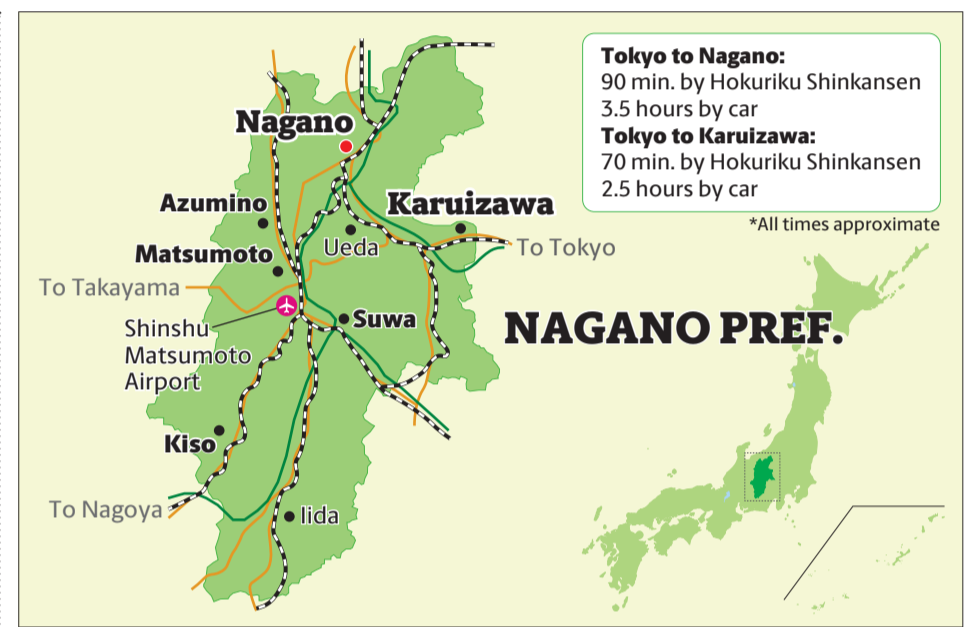 Tokyo to Nagano:
90 min. by Hokuriku Shinkansen
3.5 hours by car
Tokyo to Karuizawa:
70 min. by Hokuriku Shinkansen
2.5 hours by car
*All times approximate
Nagano
Azumino
Karuizawa
Matsumoto
Ueda
To Tokyo
To Takayama
Shinshu
Matsumoto
Airport
Suwa
NAGANO PREF.
Kiso
To Nagoya
Iida